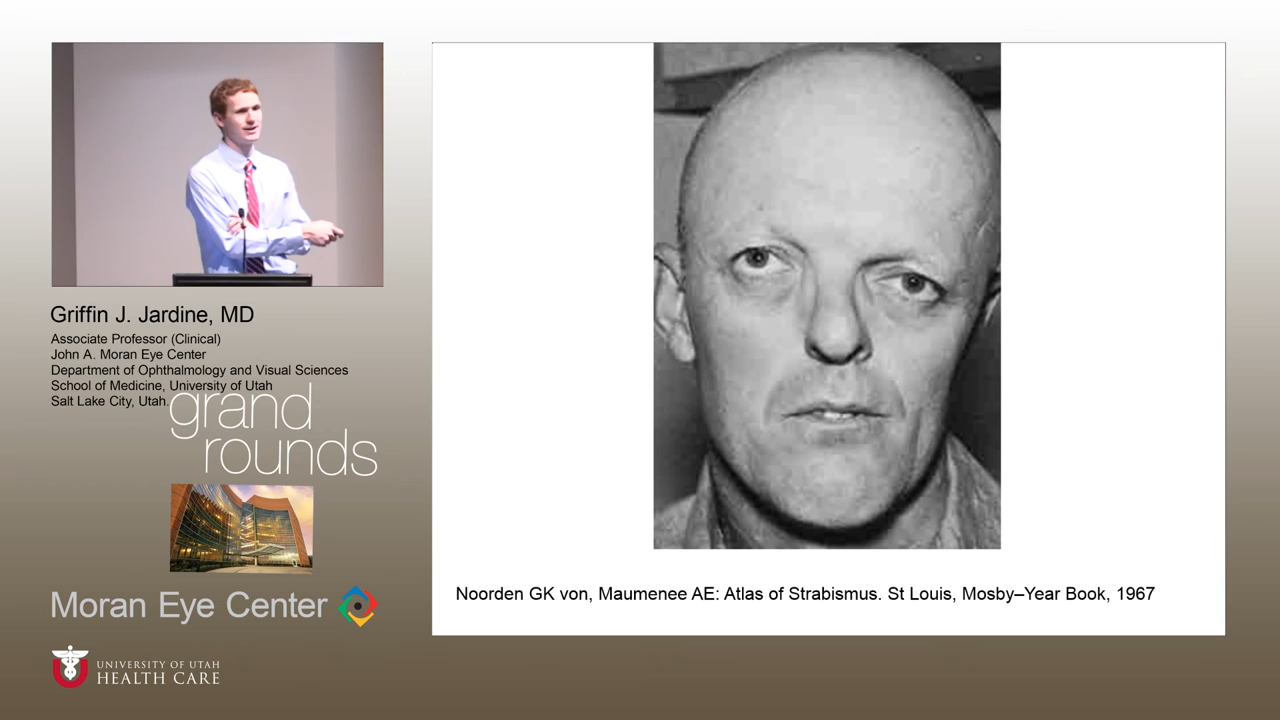 Griffin J. Jardine, MD
Associate Professor (Clinical)
John A. Moran Eye Center
Department of Ophthalmology and Visual Sciences
School of Medicine, University of Utah
Salt Lake City, Utah.
grand
rounds
Moran Eye Center
UNIVERSITY OF UTAH
HEALTH CARE
Noorden GK von, Maumenee AE: Atlas of Strabismus. St Louis, Mosby–Year Book, 1967